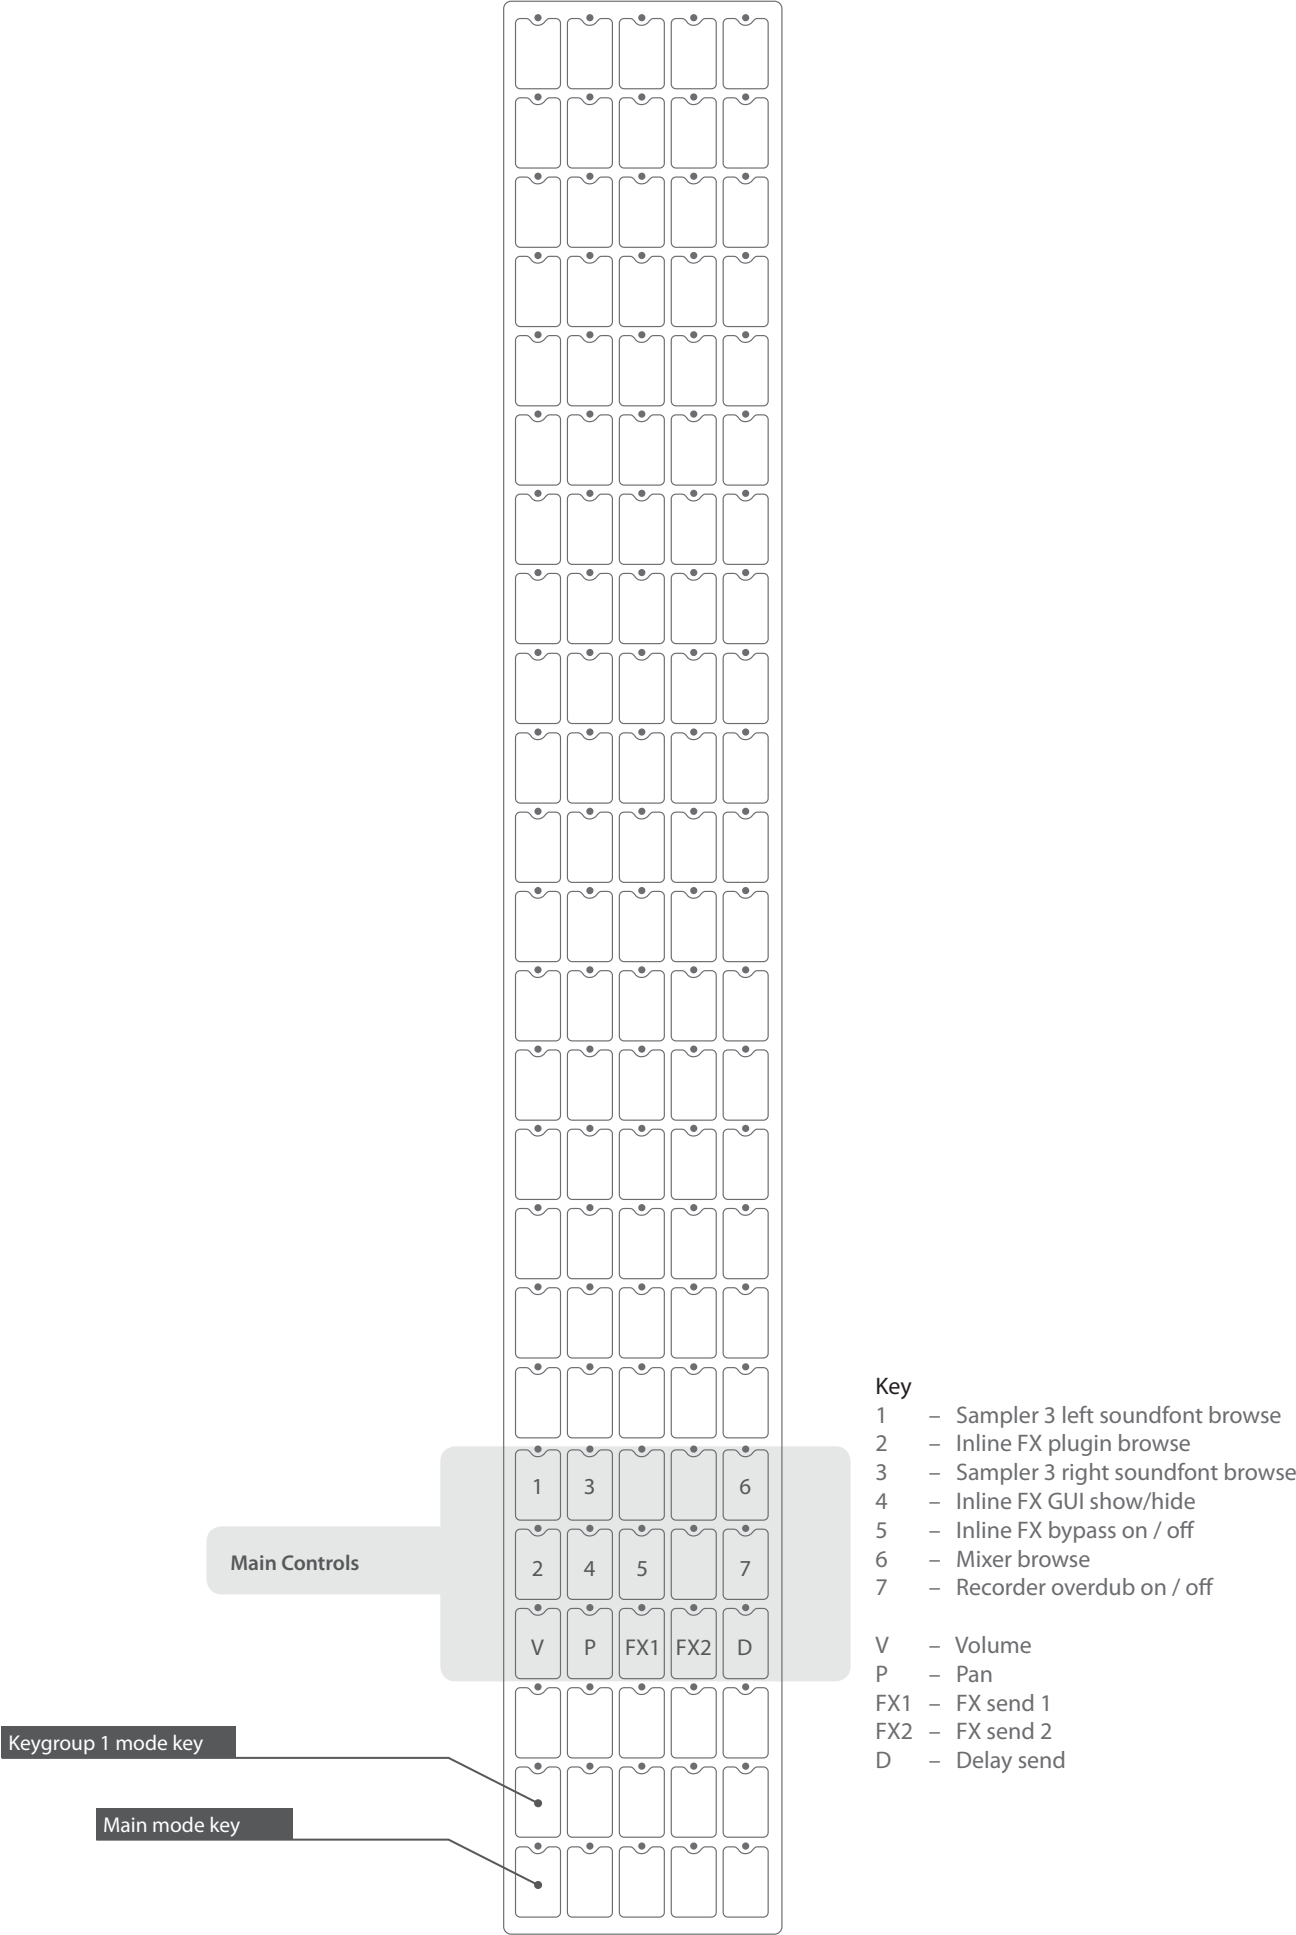 Key
1 – Sampler 3 left soundfont browse
2 – Inline FX plugin browse
3 – Sampler 3 right soundfont browse
4 – Inline FX GUI show/hide
5 – Inline FX bypass on / off
6 – Mixer browse
7 – Recorder overdub on / off
V – Volume
P – Pan
FX1 – FX send 1
FX2 – FX send 2
D – Delay send
1 3 6
Main Controls
2 4 5 7
V P FX1 FX2 D
Keygroup 1 mode key
Main mode key